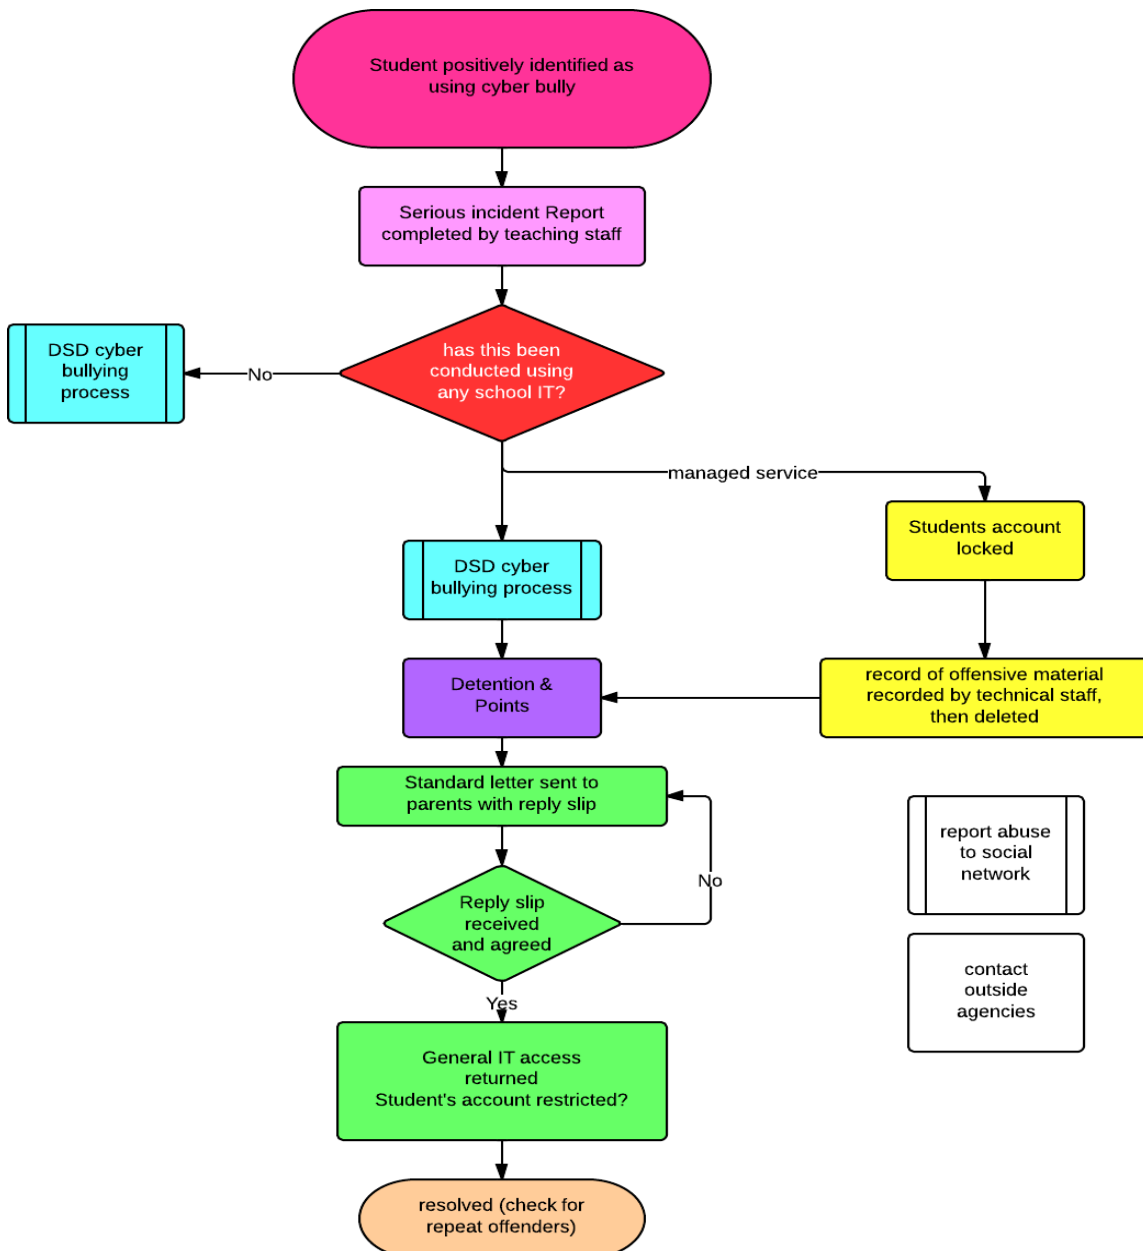 Student positively identified as
using cyber bully
Serious incident Report
completed by teaching staff
has this been
conducted using
any school IT?
No
DSD cyber
bullying
process
managed service
Students account
locked
DSD cyber
bullying process
Detention &
Points
record of offensive material
recorded by technical staff,
then deleted
Standard letter sent to
parents with reply slip
No
Reply slip
received
and agreed
Yes
report abuse
to social
network
contact
outside
agencies
General IT access
returned
Student's account restricted?
resolved (check for
repeat offenders)